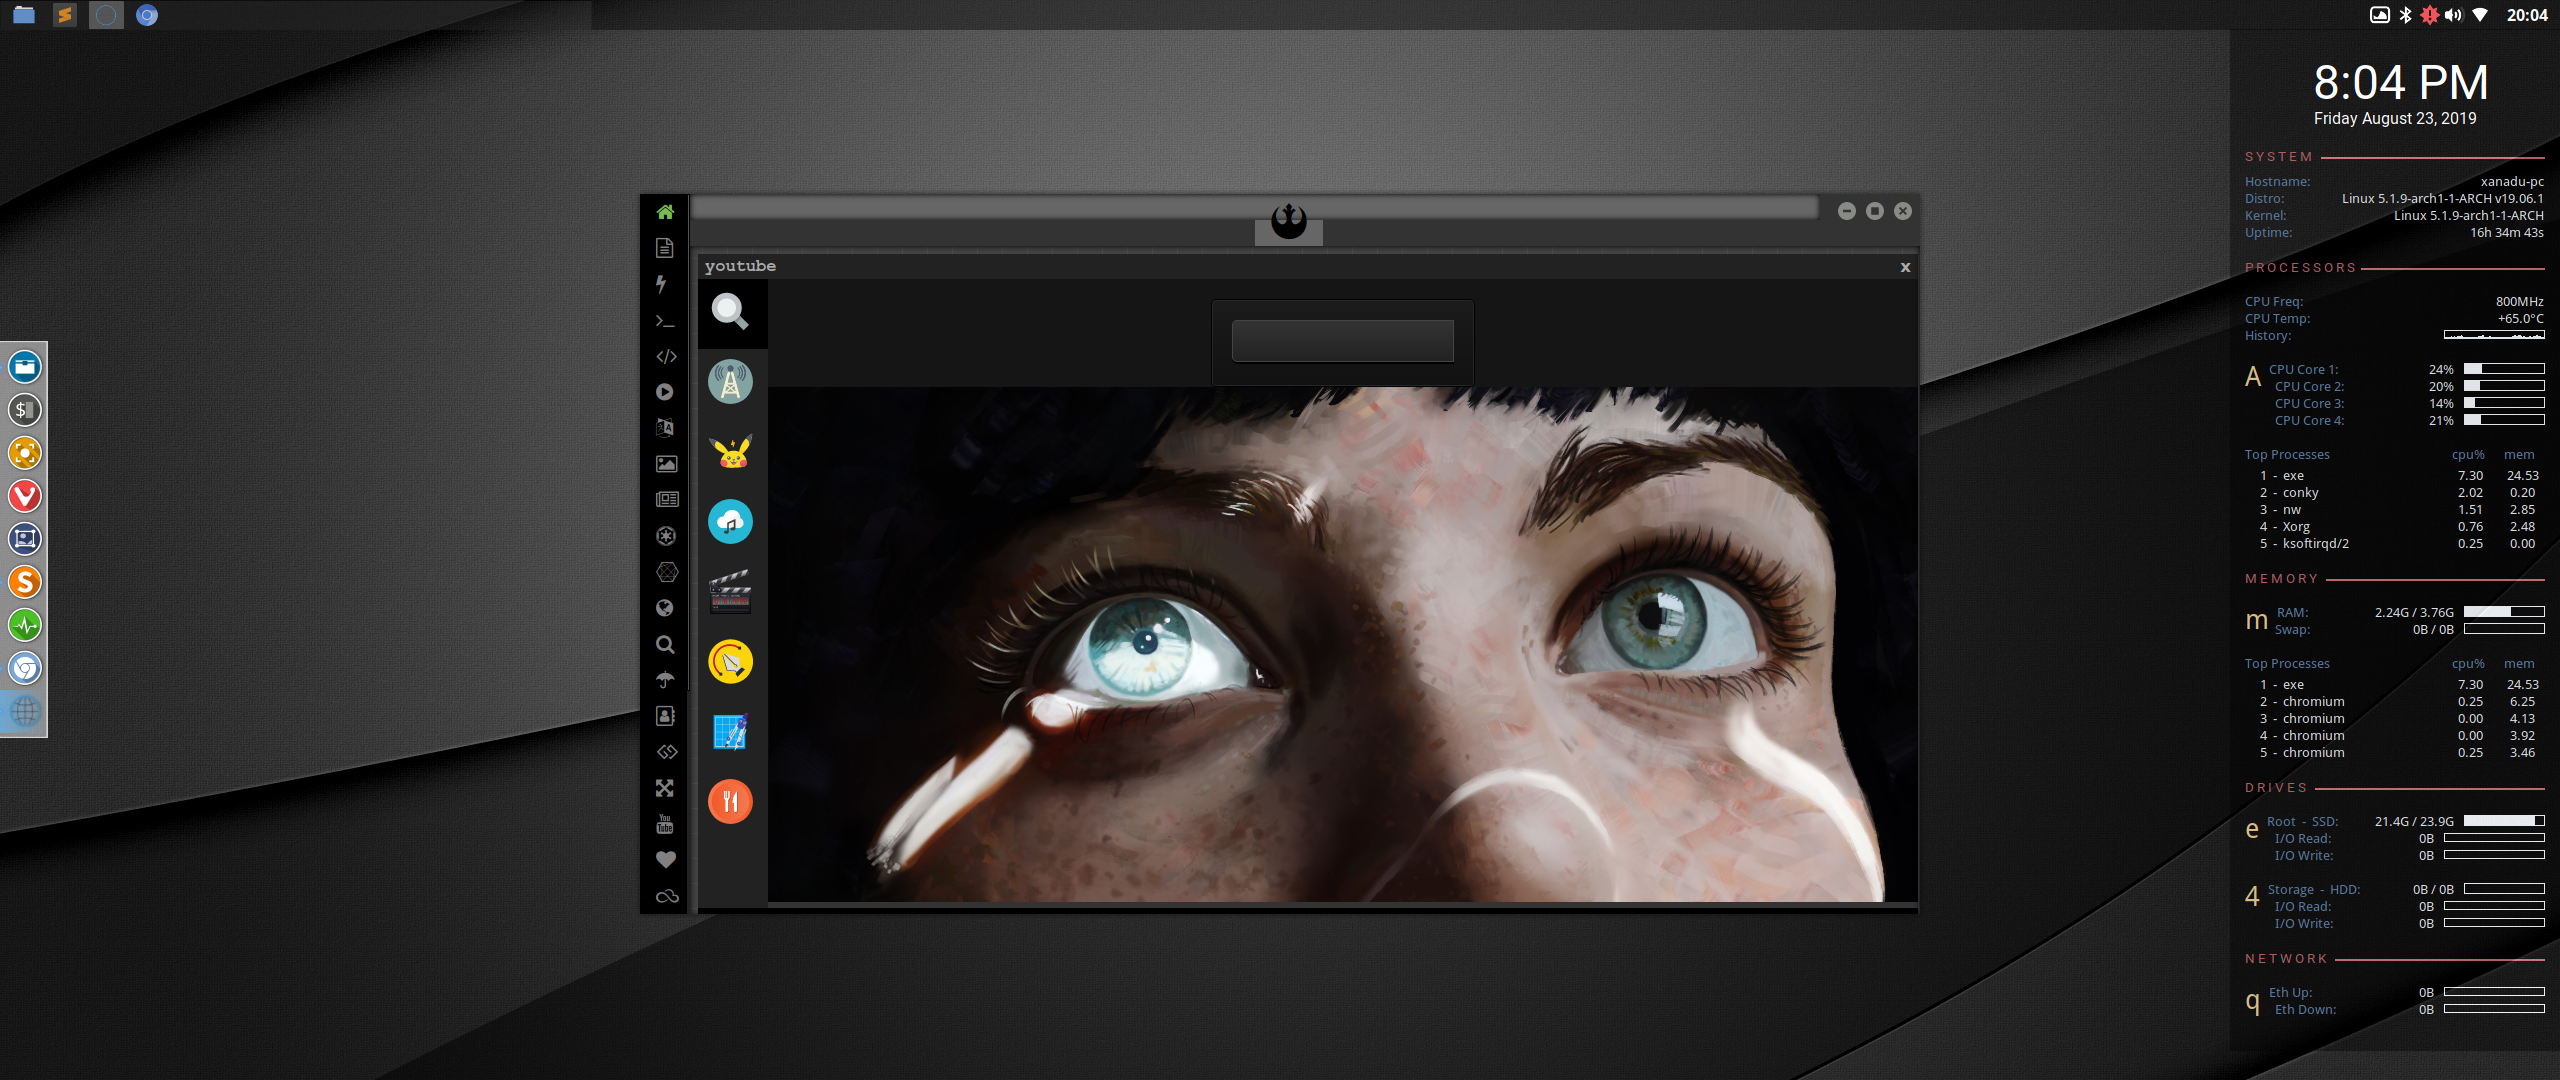 20:04
8:04 PM
Friday August 23, 2019
SYSTEM
Hostname: xanadu-pc
Distro: Linux 5.1.9-arch1-1-ARCH v19.06.1
Kernel: Linux 5.1.9-arch1-1-ARCH
Uptime: 16h 34m 43s
PROCESSORS
CPU Freq: 800MHz
CPU Temp: +65.0°C
History:
A CPU Core 1: 24%
CPU Core 2: 20%
CPU Core 3: 14%
CPU Core 4: 21%
Top Processes cpu% mem
1 - exe 7.30 24.53
2 - conky 2.02 0.20
3 - nw 1.51 2.85
4 - Xorg 0.76 2.48
5 - ksoftirqd/2 0.25 0.00
MEMORY
m RAM: 2.24G / 3.76G
Swap: 0B / 0B
Top Processes cpu% mem
1 - exe 7.30 24.53
2 - chromium 0.25 6.25
3 - chromium 0.00 4.13
4 - chromium 0.00 3.92
5 - chromium 0.25 3.46
DRIVES
e Root - SSD: 21.4G / 23.9G
I/O Read: 0B
I/O Write: 0B
4 Storage - HDD: 0B / 0B
I/O Read: 0B
I/O Write: 0B
NETWORK
q Eth Up: 0B
Eth Down: 0B
youtube x
You
Tube
$
S